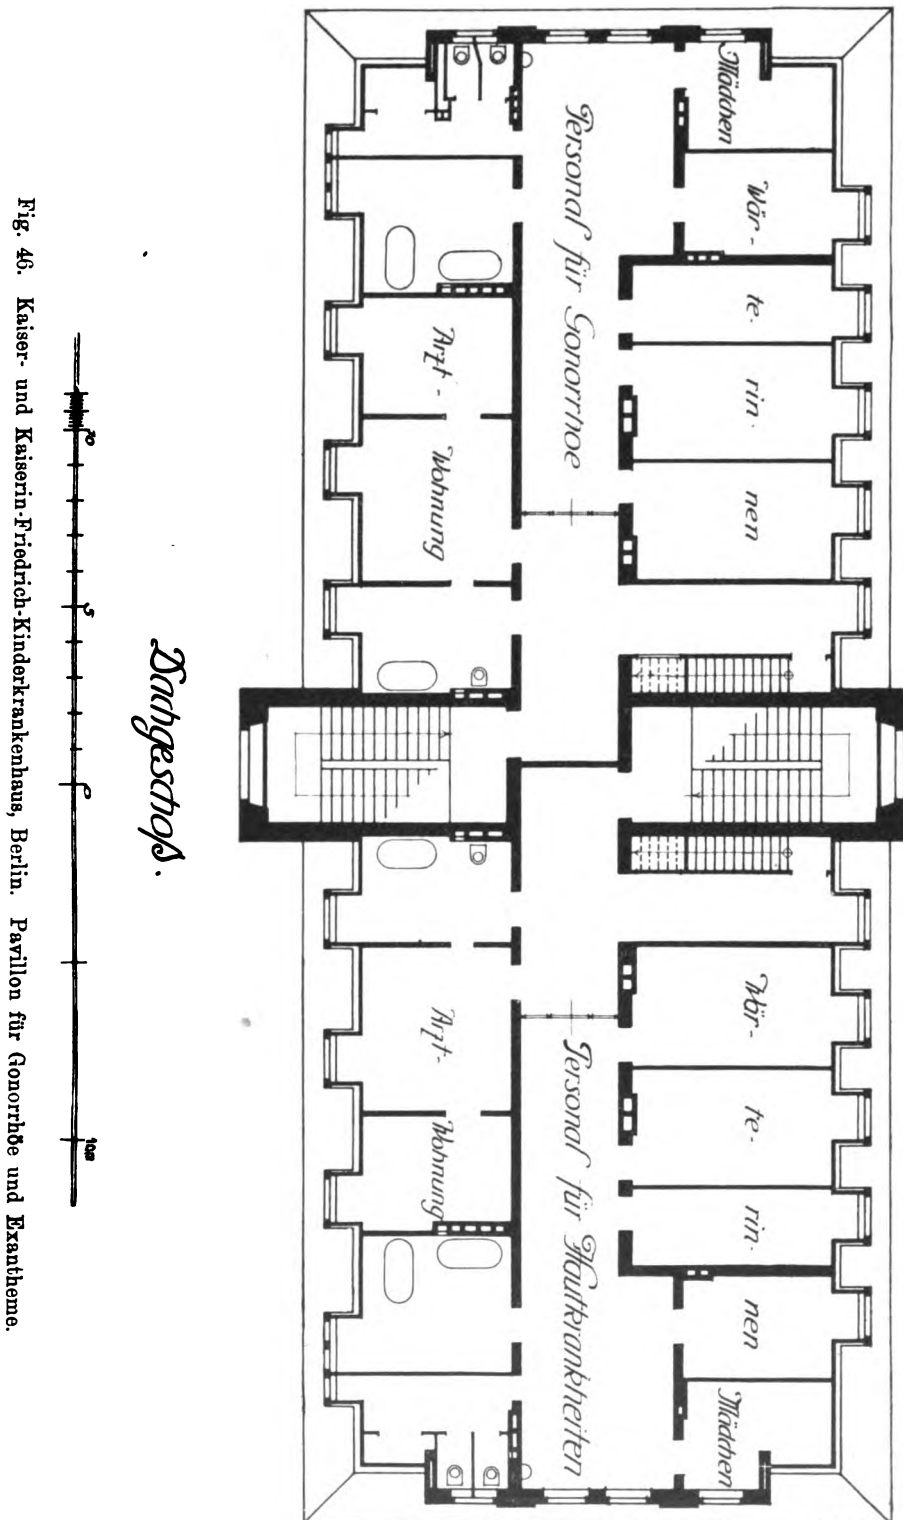 Mädchen
Wär-
te-
rin-
nen
Personal für Gonorrhoe
Arzt-
Wohnung
Wär-
te-
rin-
nen
Mädchen
Personal für Hautkrankheiten
Arzt-
Wohnung
Dachgeschoß.
10 5 0 10m
Fig. 46. Kaiser- und Kaiserin-Friedrich-Kinderkrankenhaus, Berlin. Pavillon für Gonorrhöe und Exantheme.